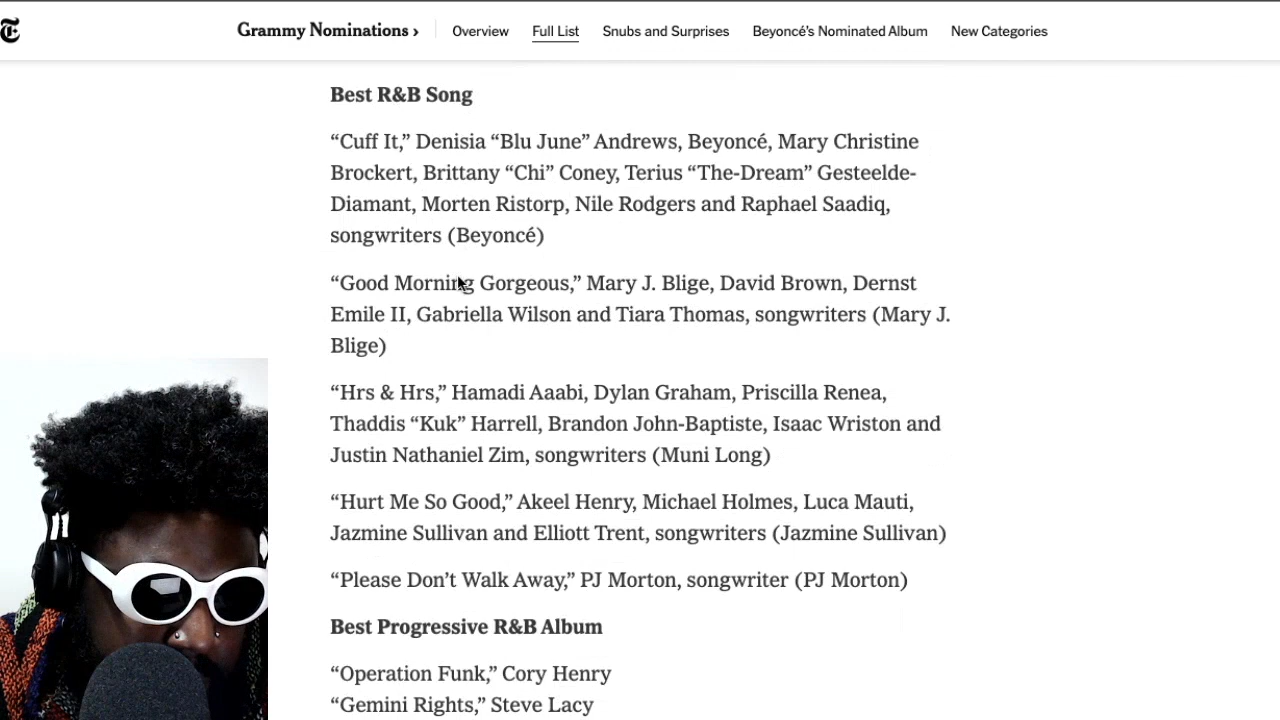 Grammy Nominations › Overview Full List Snubs and Surprises Beyoncé’s Nominated Album New Categories
Best R&B Song
“Cuff It,” Denisia “Blu June” Andrews, Beyoncé, Mary Christine
Brockert, Brittany “Chi” Coney, Terius “The-Dream” Gesteelde-
Diamant, Morten Ristorp, Nile Rodgers and Raphael Saadiq,
songwriters (Beyoncé)
“Good Morning Gorgeous,” Mary J. Blige, David Brown, Dernst
Emile II, Gabriella Wilson and Tiara Thomas, songwriters (Mary J.
Blige)
“Hrs & Hrs,” Hamadi Aaabi, Dylan Graham, Priscilla Renea,
Thaddis “Kuk” Harrell, Brandon John-Baptiste, Isaac Wriston and
Justin Nathaniel Zim, songwriters (Muni Long)
“Hurt Me So Good,” Akeel Henry, Michael Holmes, Luca Mauti,
Jazmine Sullivan and Elliott Trent, songwriters (Jazmine Sullivan)
“Please Don’t Walk Away,” PJ Morton, songwriter (PJ Morton)
Best Progressive R&B Album
“Operation Funk,” Cory Henry
“Gemini Rights,” Steve Lacy